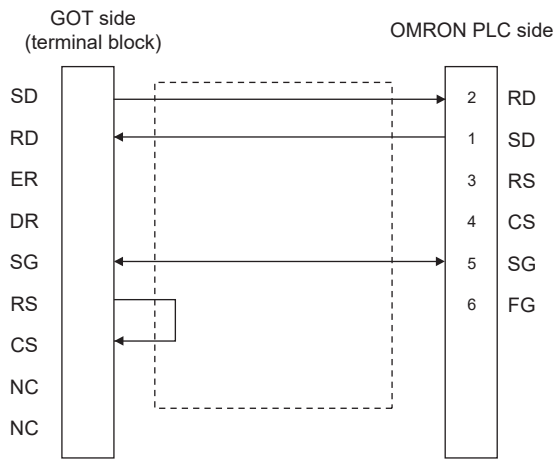 GOT side
(terminal block)
OMRON PLC side
SD
2 RD
RD
1 SD
ER
3 RS
DR
4 CS
SG
5 SG
RS
6 FG
CS
NC
NC